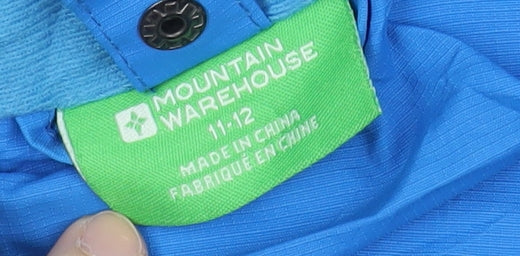 MOUNTAIN
WAREHOUSE
11-12
MADE IN CHINA
FABRIQUÉ EN CHINE